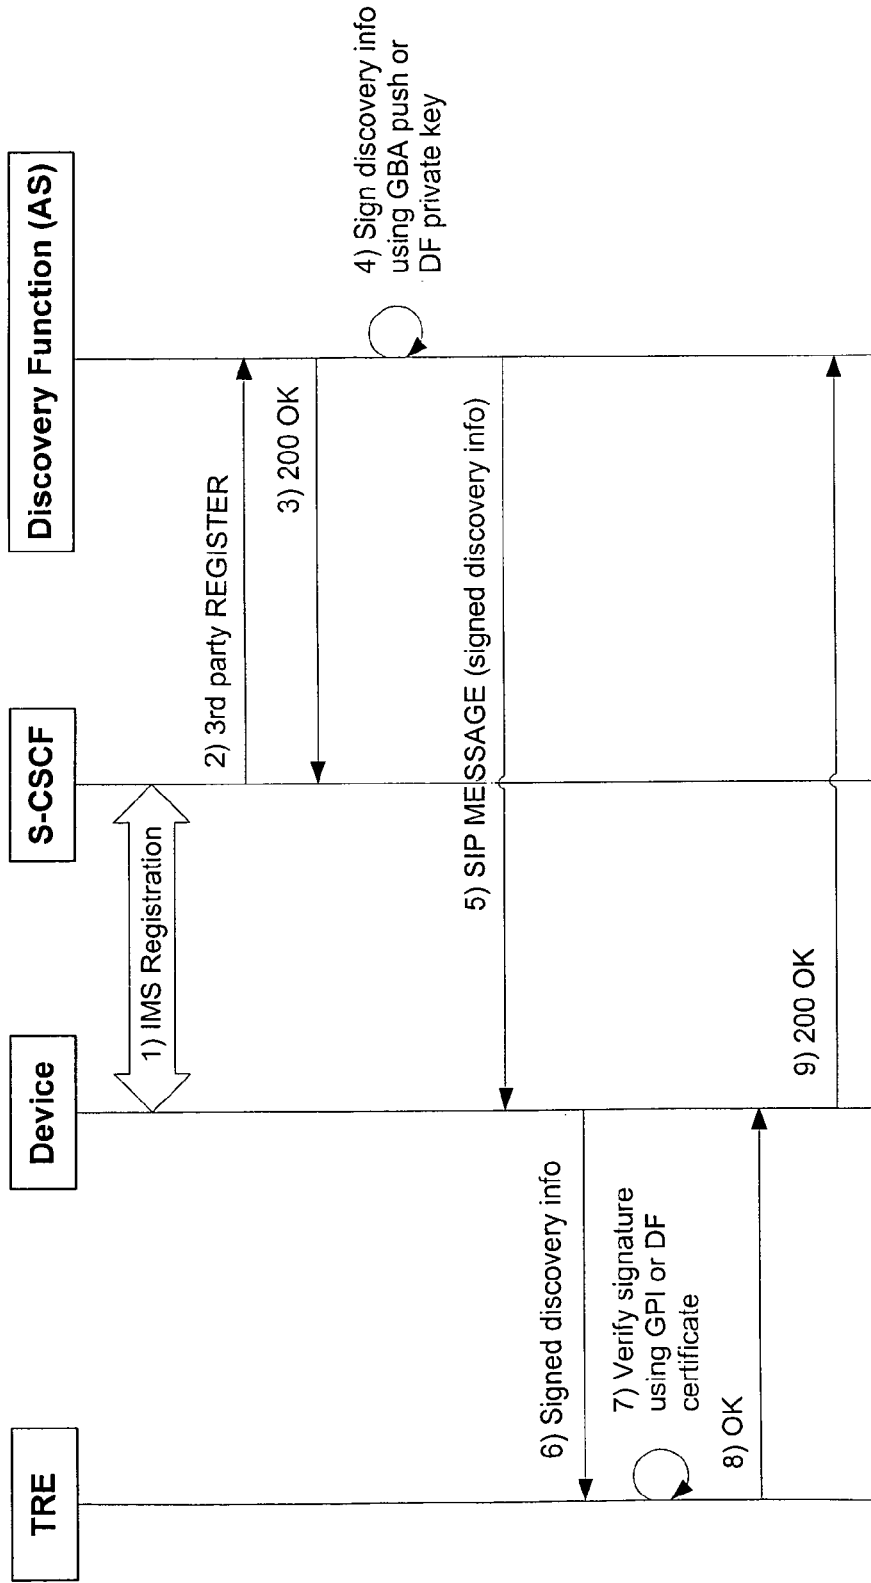 TRE
Device
S-CSCF
Discovery Function (AS)
1) IMS Registration
2) 3rd party REGISTER
3) 200 OK
4) Sign discovery info
using GBA push or
DF private key
5) SIP MESSAGE (signed discovery info)
6) Signed discovery info
7) Verify signature
using GPI or DF
certificate
8) OK
9) 200 OK